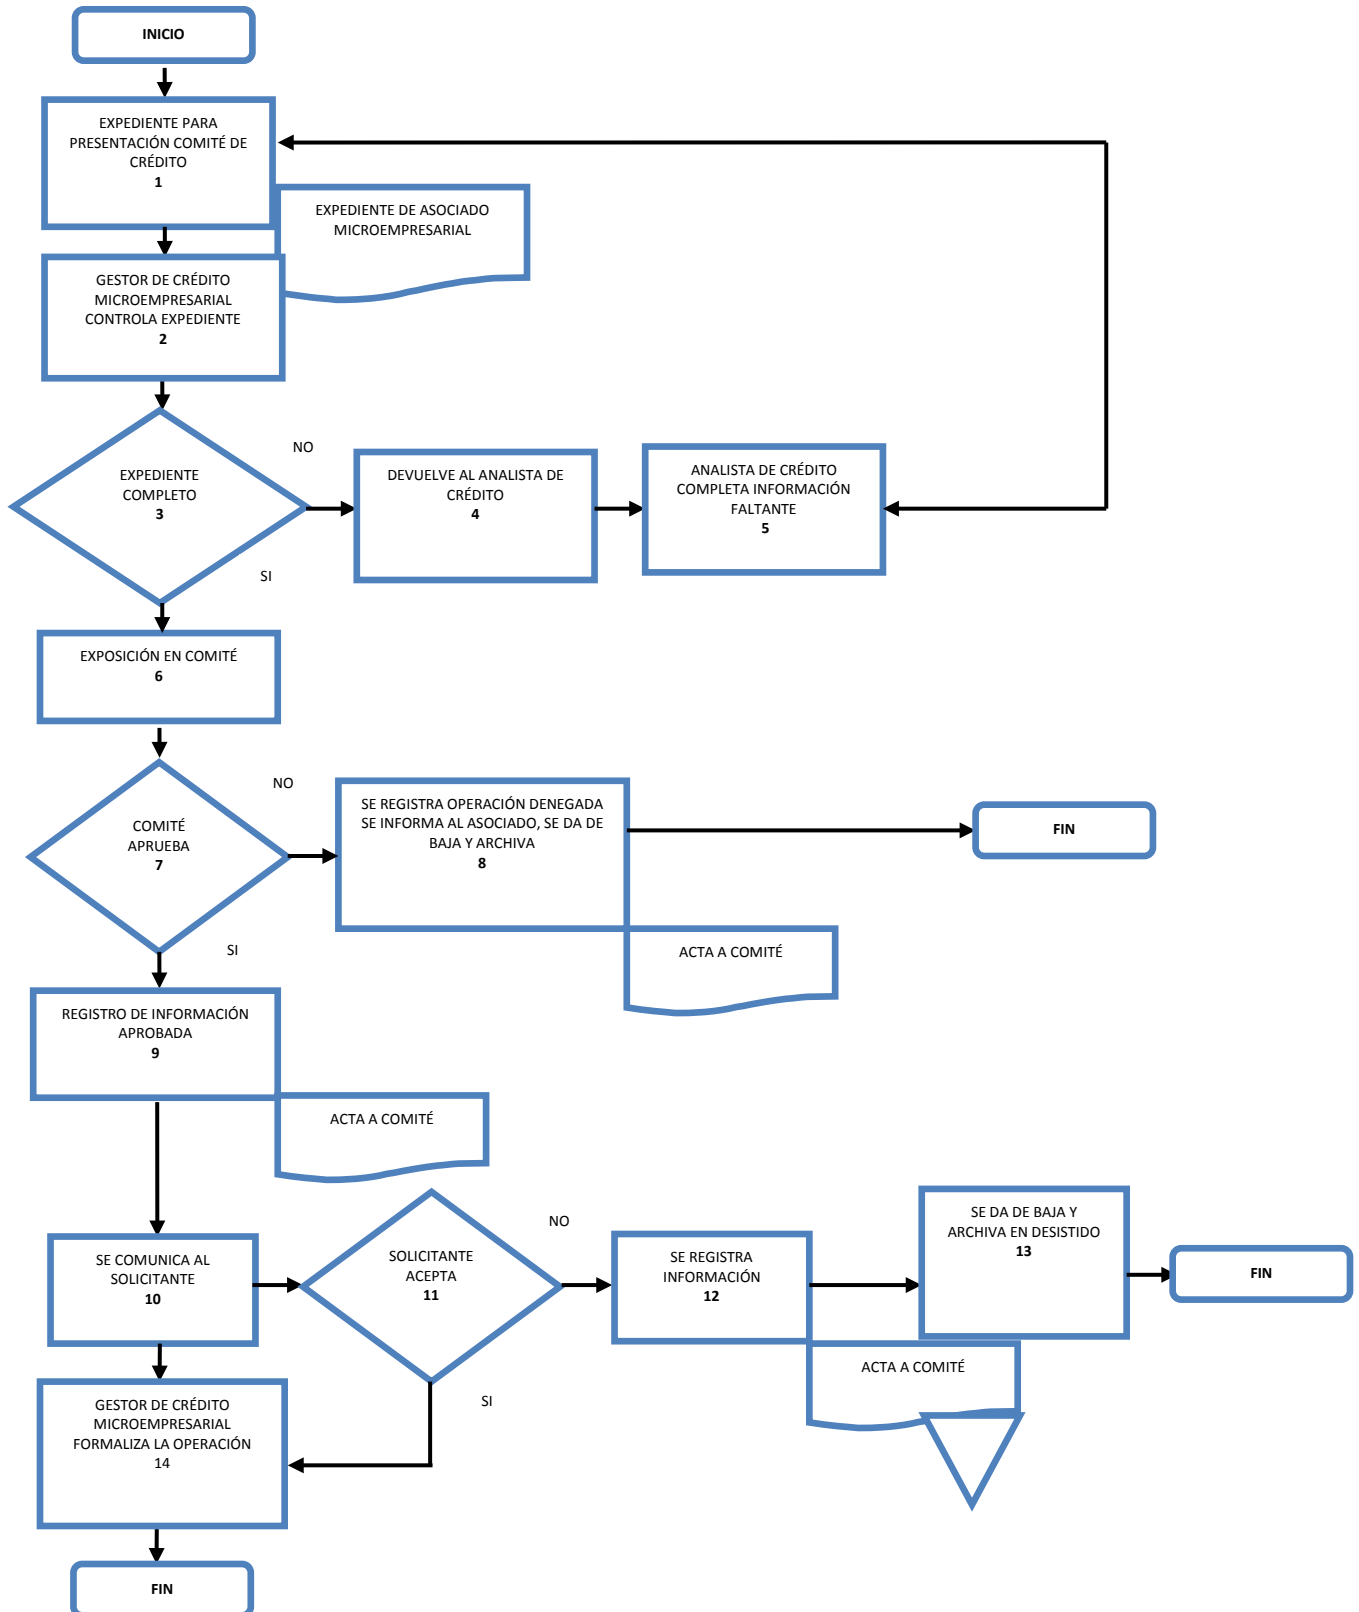 INICIO
EXPEDIENTE PARA
PRESENTACIÓN COMITÉ DE
CRÉDITO
1
EXPEDIENTE DE ASOCIADO
MICROEMPRESARIAL
GESTOR DE CRÉDITO
MICROEMPRESARIAL
CONTROLA EXPEDIENTE
2
EXPEDIENTE
COMPLETO
3
NO
SI
DEVUELVE AL ANALISTA DE
CRÉDITO
4
ANALISTA DE CRÉDITO
COMPLETA INFORMACIÓN
FALTANTE
5
EXPOSICIÓN EN COMITÉ
6
COMITÉ
APRUEBA
7
NO
SI
SE REGISTRA OPERACIÓN DENEGADA
SE INFORMA AL ASOCIADO, SE DA DE
BAJA Y ARCHIVA
8
FIN
ACTA A COMITÉ
REGISTRO DE INFORMACIÓN
APROBADA
9
ACTA A COMITÉ
SE COMUNICA AL
SOLICITANTE
10
SOLICITANTE
ACEPTA
11
NO
SI
SE REGISTRA
INFORMACIÓN
12
SE DA DE BAJA Y
ARCHIVA EN DESISTIDO
13
FIN
ACTA A COMITÉ
GESTOR DE CRÉDITO
MICROEMPRESARIAL
FORMALIZA LA OPERACIÓN
14
FIN